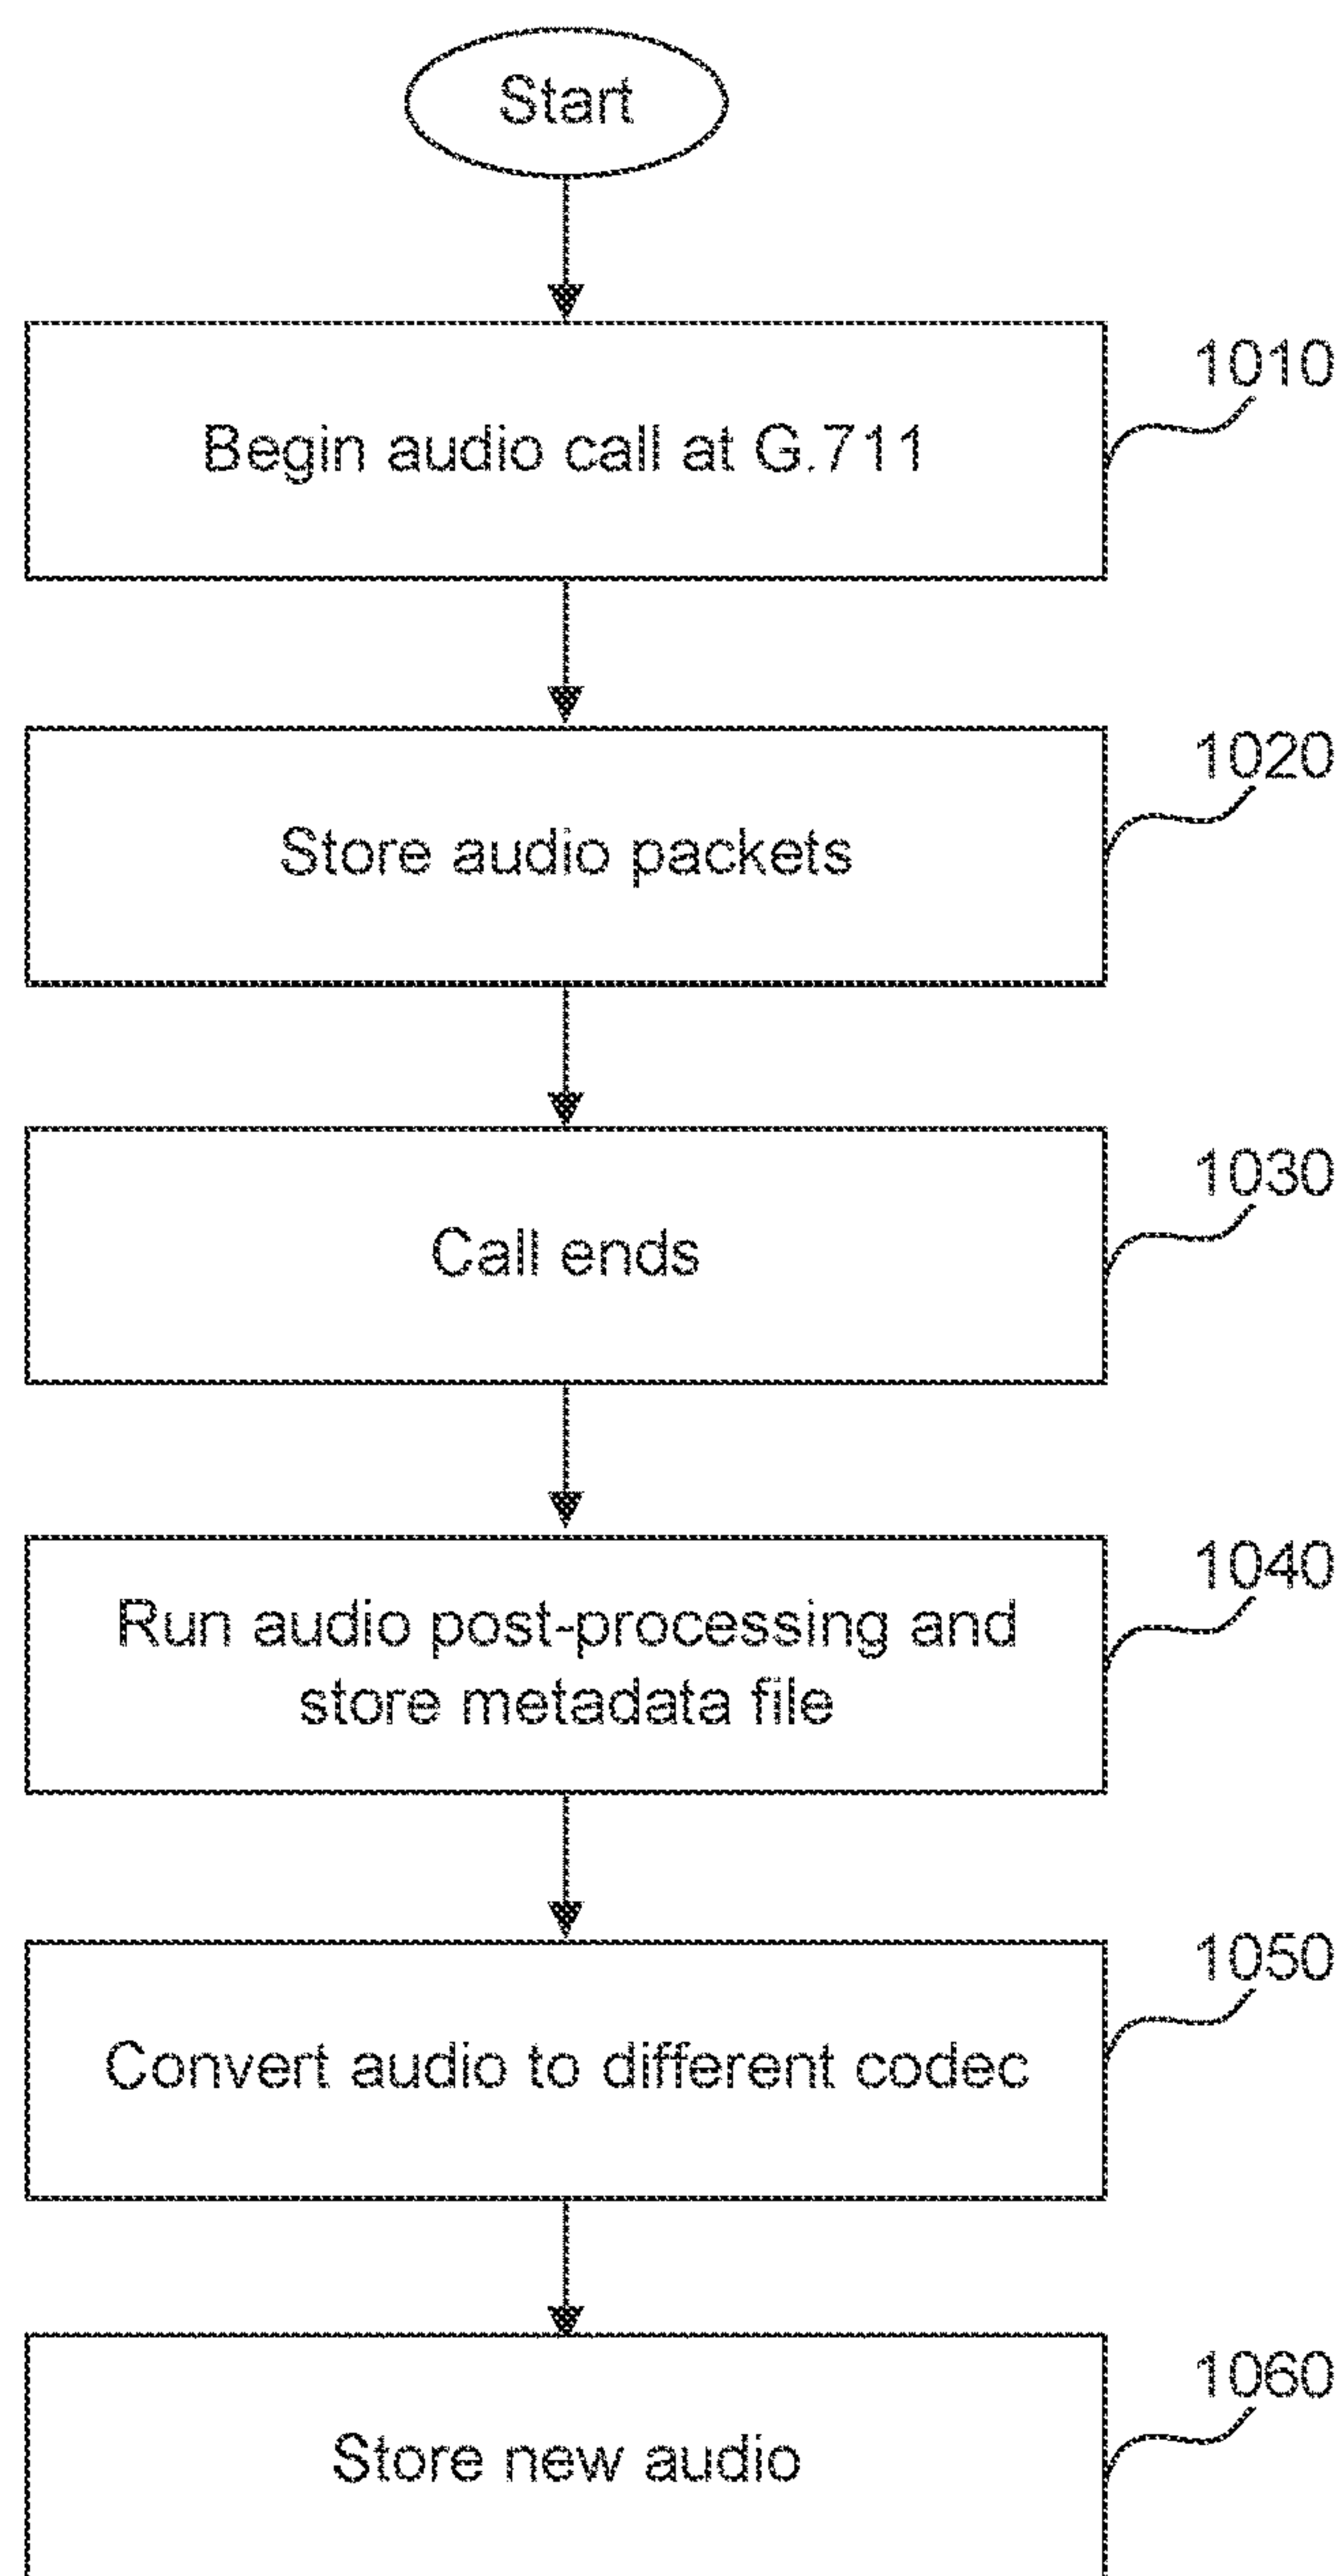 Start
1010
Begin audio call at G.711
1020
Store audio packets
1030
Call ends
1040
Run audio post-processing and
store metadata file
1050
Convert audio to different codec
1060
Store new audio